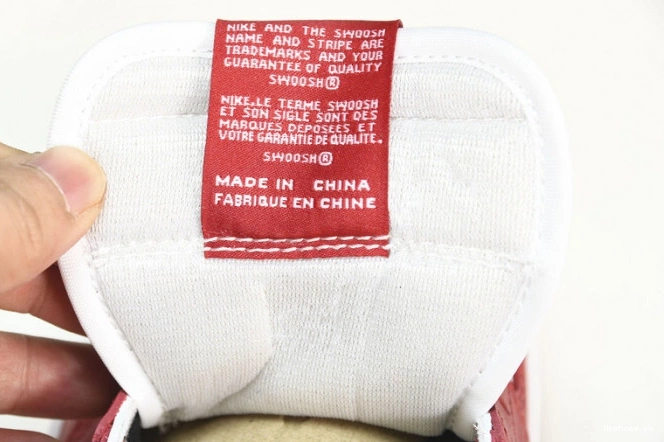 NIKE AND THE SWOOSH
NAME AND STRIPE ARE
TRADEMARKS AND YOUR
GUARANTEE OF QUALITY
SWOOSH®
NIKE.LE TERME SWOOSH
ET SON SIGLE SONT DES
MARQUES DEPOSEES ET
VOTRE GARANTIE DE QUALITE.
SWOOSH®
MADE IN CHINA
FABRIQUE EN CHINE